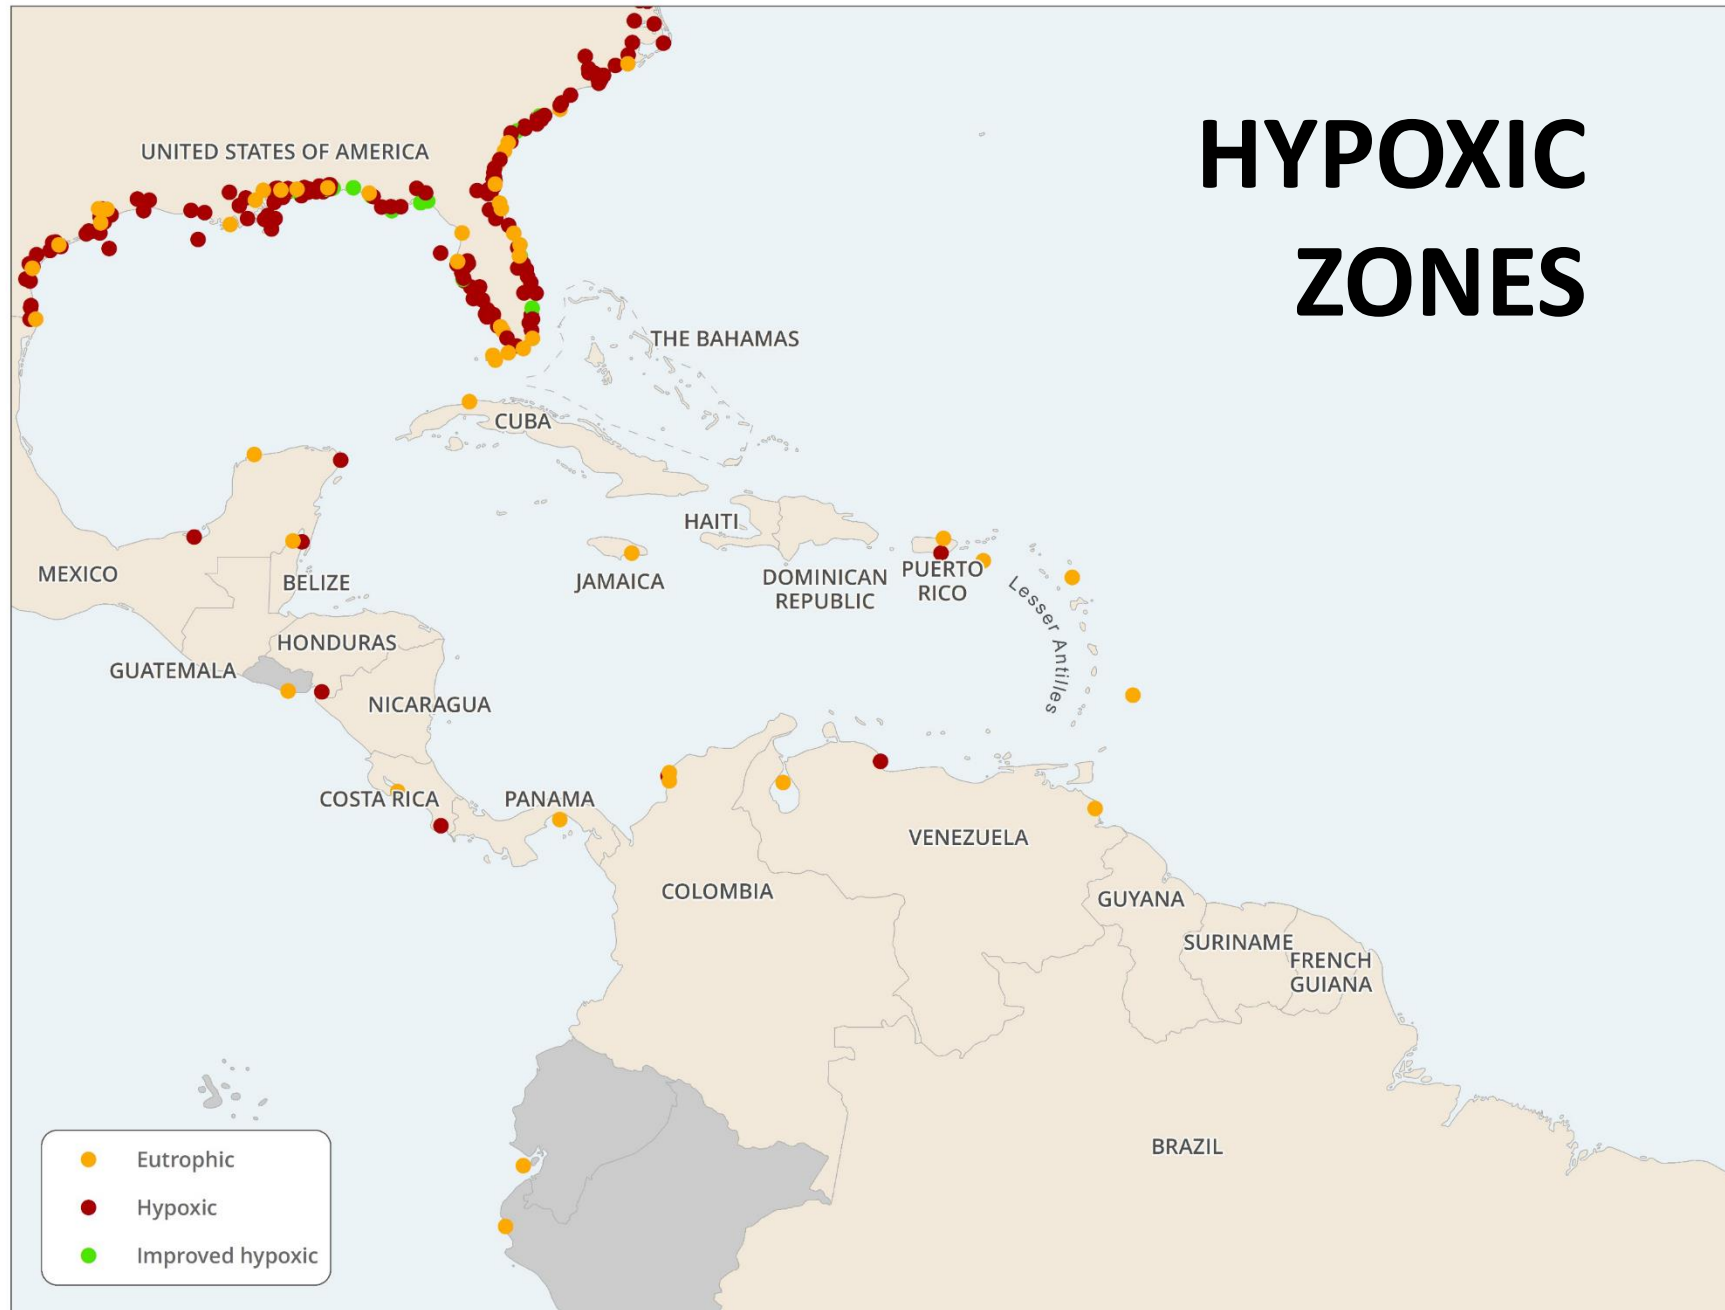 HYPOXIC
ZONES
UNITED STATES OF AMERICA
THE BAHAMAS
CUBA
HAITI
MEXICO
BELIZE
JAMAICA
DOMINICAN
REPUBLIC
PUERTO
RICO
Lesser Antilles
HONDURAS
GUATEMALA
NICARAGUA
COSTA RICA
PANAMA
VENEZUELA
COLOMBIA
GUYANA
SURINAME
FRENCH
GUIANA
BRAZIL
Eutrophic
Hypoxic
Improved hypoxic